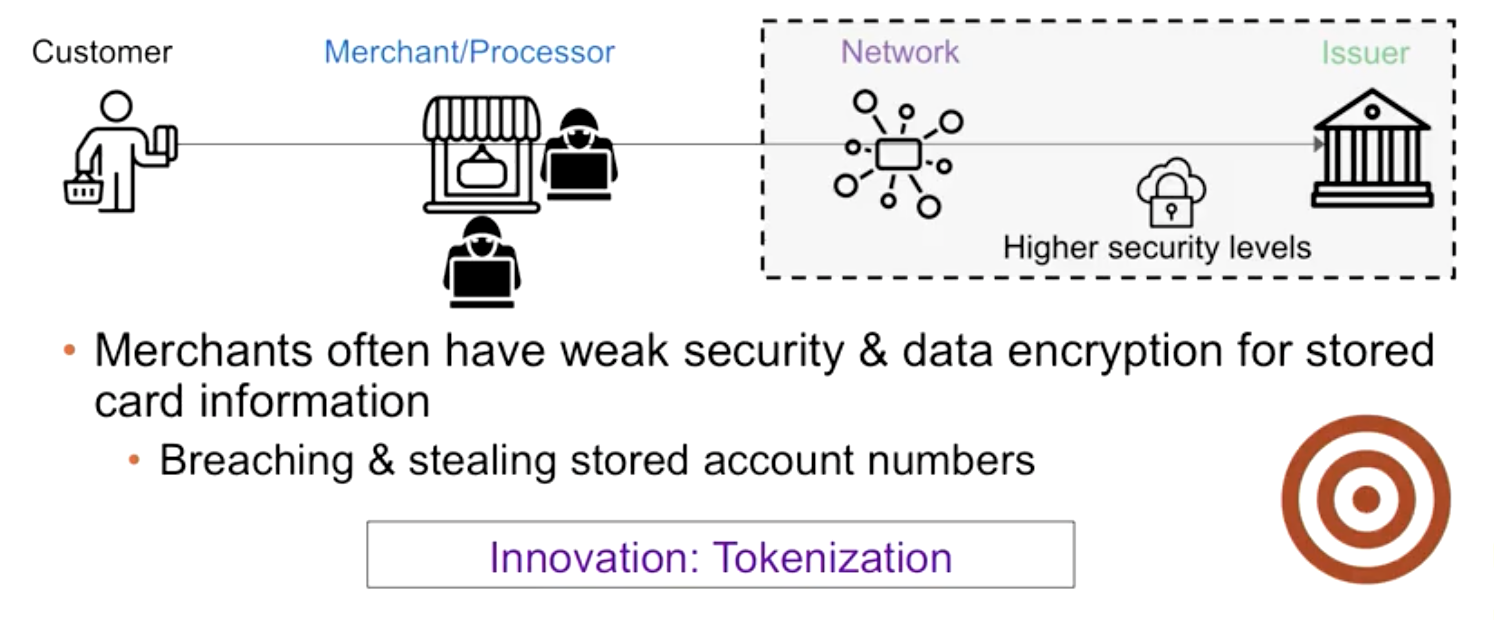 Customer
Merchant/Processor
Network
Issuer
Higher security levels
• Merchants often have weak security & data encryption for stored
card information
• Breaching & stealing stored account numbers
Innovation: Tokenization